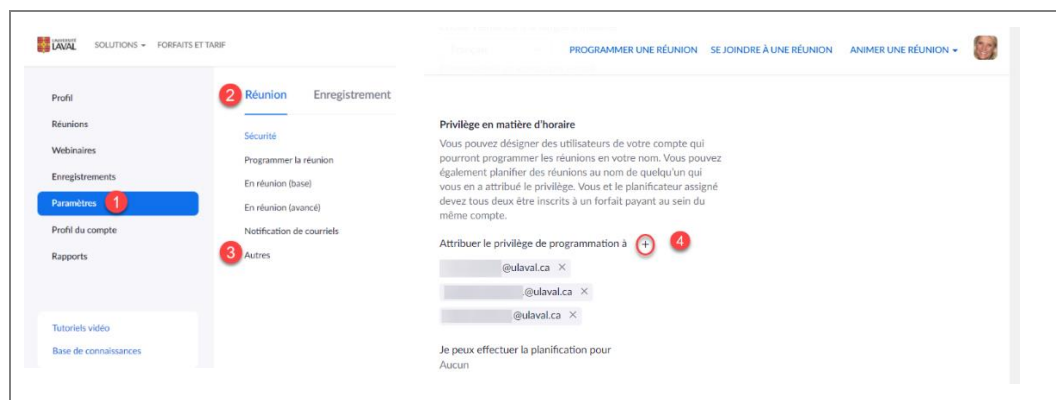 UNIVERSITÉ
LAVAL
SOLUTIONS
FORFAITS ET TARIF
PROGRAMMER UNE RÉUNION
SE JOINDRE À UNE RÉUNION
ANIMER UNE RÉUNION
Profil
Réunions
Webinaires
Enregistrements
Paramètres
1
Profil du compte
Rapports
Tutoriels vidéo
Base de connaissances
2
Réunion
Enregistrement
Sécurité
Programmer la réunion
En réunion (base)
En réunion (avancé)
Notification de courriels
3
Autres
Privilège en matière d'horaire
Vous pouvez désigner des utilisateurs de votre compte qui
pourront programmer les réunions en votre nom. Vous pouvez
également planifier des réunions au nom de quelqu'un qui
vous en a attribué le privilège. Vous et le planificateur assigné
devez tous deux être inscrits à un forfait payant au sein du
même compte.
Attribuer le privilège de programmation à + 4
@ulaval.ca ×
.@ulaval.ca ×
@ulaval.ca ×
Je peux effectuer la planification pour
Aucun